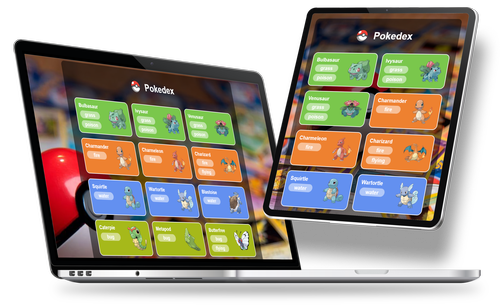 Pokedex
Bulbasaur Ivysaur Venusaur
grass grass grass
poison poison poison
Charmander Charmeleon Charizard
fire fire fire
flying
Squirtle Wartortle Blastoise
water water water
Caterpie Metapod Butterfree
bug bug bug
Pokedex
Bulbasaur Ivysaur
grass grass
poison poison
Venusaur Charmander
grass fire
poison
Charmeleon Charizard
fire fire
flying
Squirtle Wartortle
water water